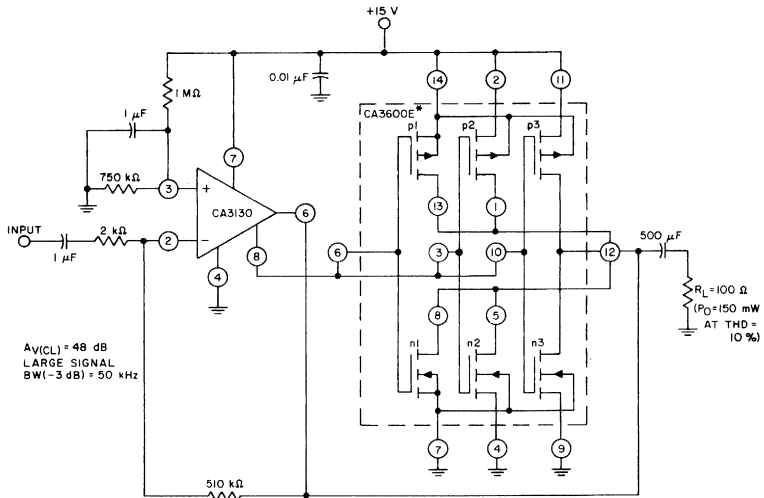 +15 V
0.01 µF
1 MΩ
1 µF
14
2
11
CA3600E*
p1
p2
p3
7
750 kΩ
3
+
CA3130
6
13
1
INPUT
1 µF
2 kΩ
2
−
8
4
6
3
10
12
500 µF
RL=100 Ω
(PO=150 mW
AT THD=
10 %)
8
5
n1
n2
n3
AV(CL) = 48 dB
LARGE SIGNAL
BW(−3 dB) = 50 kHz
7
4
9
510 kΩ